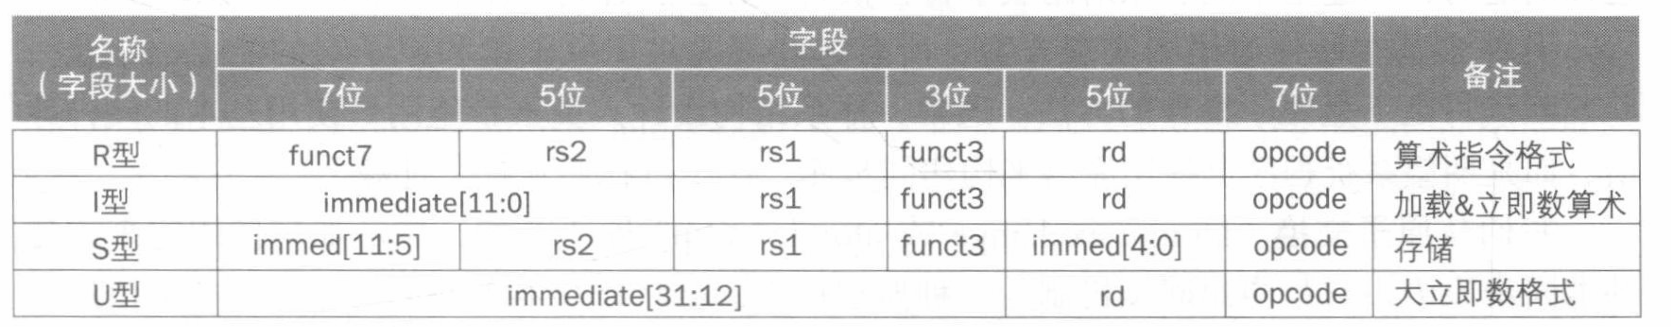 名称 字段 备注
(字段大小) 7位 5位 5位 3位 5位 7位
R型 funct7 rs2 rs1 funct3 rd opcode 算术指令格式
I型 immediate[11:0] rs1 funct3 rd opcode 加载&立即数算术
S型 immed[11:5] rs2 rs1 funct3 immed[4:0] opcode 存储
U型 immediate[31:12] rd opcode 大立即数格式